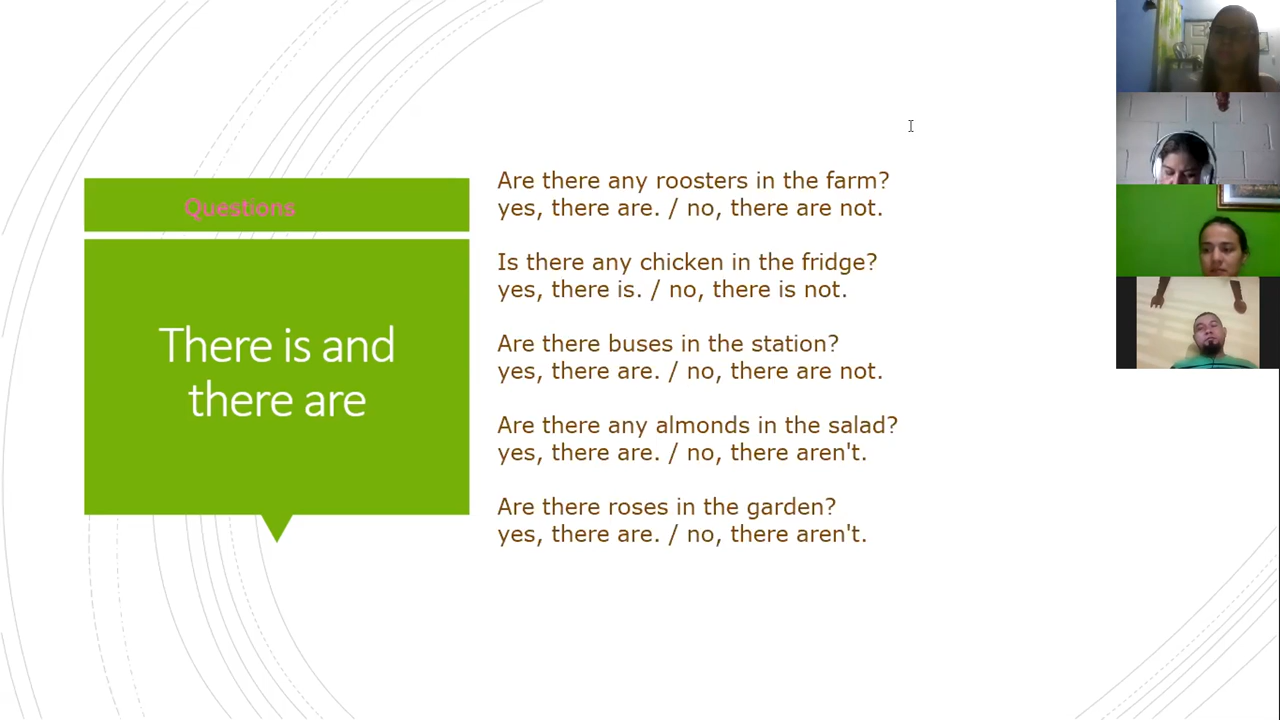 Questions
There is and
there are
Are there any roosters in the farm?
yes, there are. / no, there are not.
Is there any chicken in the fridge?
yes, there is. / no, there is not.
Are there buses in the station?
yes, there are. / no, there are not.
Are there any almonds in the salad?
yes, there are. / no, there aren't.
Are there roses in the garden?
yes, there are. / no, there aren't.